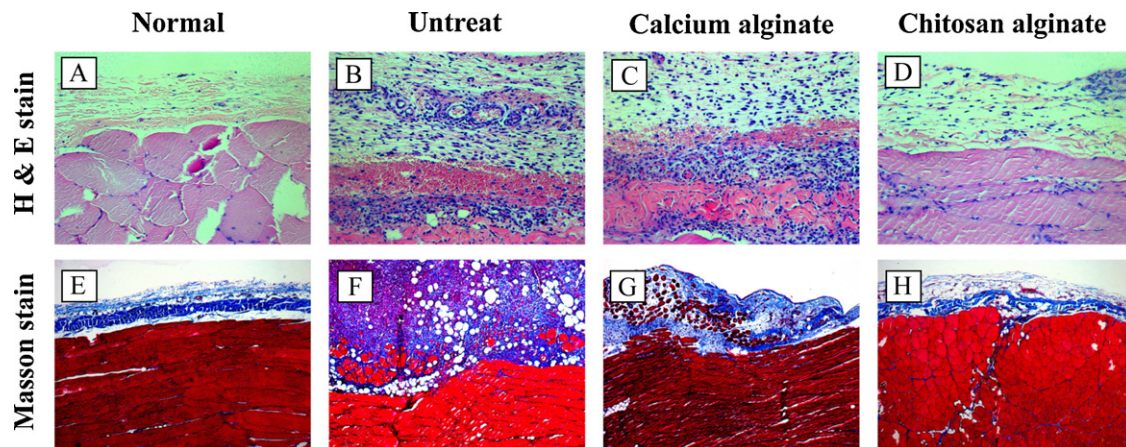 Normal Untreat Calcium alginate Chitosan alginate
H & E stain
A B C D
Masson stain
E F G H